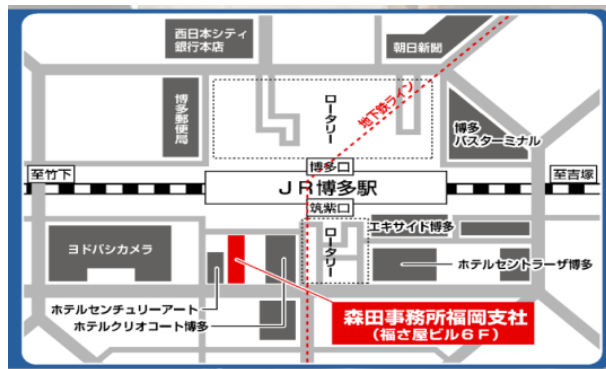 西日本シティ
銀行本店
朝日新聞
博多郵便局
ロータリー
地下鉄ライン
博多
バスターミナル
博多口
至竹下
JR博多駅
至吉塚
筑紫口
ヨドバシカメラ
ロータリー
エキサイド博多
ホテルセントラーザ博多
ホテルセンチュリーアート
ホテルクリオコート博多
森田事務所福岡支社
(福さ屋ビル6F)